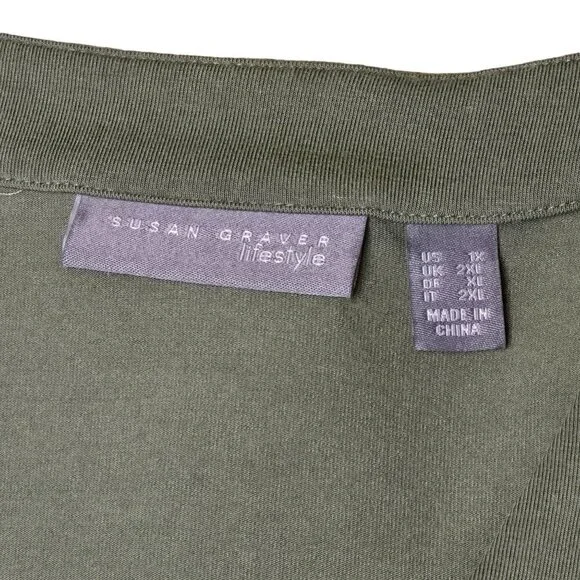 SUSAN GRAVER
lifestyle
US 1X
UK 2XL
DE XL
IT 2XL
MADE IN
CHINA